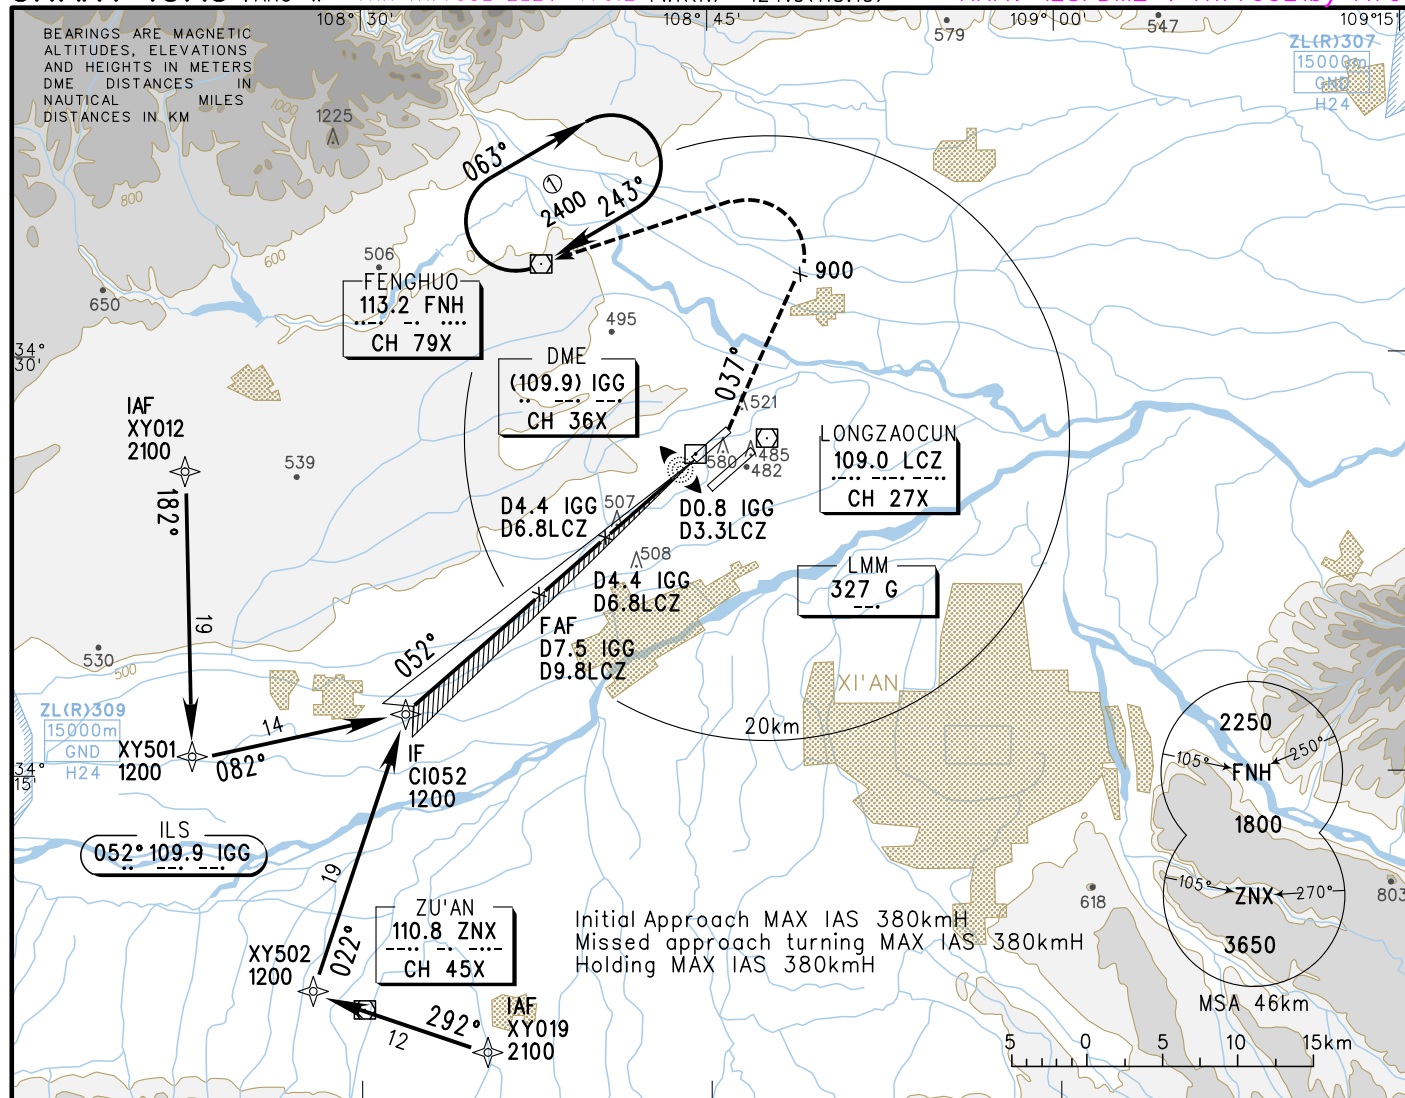 108° 30'
108° 45'
109° 00'
109° 15'
BEARINGS ARE MAGNETIC
ALTITUDES, ELEVATIONS
AND HEIGHTS IN METERS
DME DISTANCES IN
NAUTICAL MILES
DISTANCES IN KM
579
547
ZL(R)307
15000m
GND
H24
1000
1225
800
600
063°
1
2400
243°
506
650
FENGHUO
113.2 FNH
CH 79X
900
495
34°
30'
DME
(109.9) IGG
CH 36X
037°
521
IAF
XY012
2100
539
182°
580
485
482
LONGZAOCUN
109.0 LCZ
CH 27X
D4.4 IGG
D6.8LCZ
507
D0.8 IGG
D3.3LCZ
508
D4.4 IGG
D6.8LCZ
LMM
327 G
19
052°
FAF
D7.5 IGG
D9.8LCZ
530
500
XI'AN
ZL(R)309
15000m
GND
H24
XY501
1200
14
082°
IF
CI052
1200
20km
34°
15'
2250
105°
FNH
250°
1800
ILS
052° 109.9 IGG
105°
ZNX
270°
3650
MSA 46km
618
803
19
022°
ZU'AN
110.8 ZNX
CH 45X
Initial Approach MAX IAS 380kmH
Missed approach turning MAX IAS 380kmH
Holding MAX IAS 380kmH
XY502
1200
292°
12
IAF
XY019
2100
5 0 5 10 15km